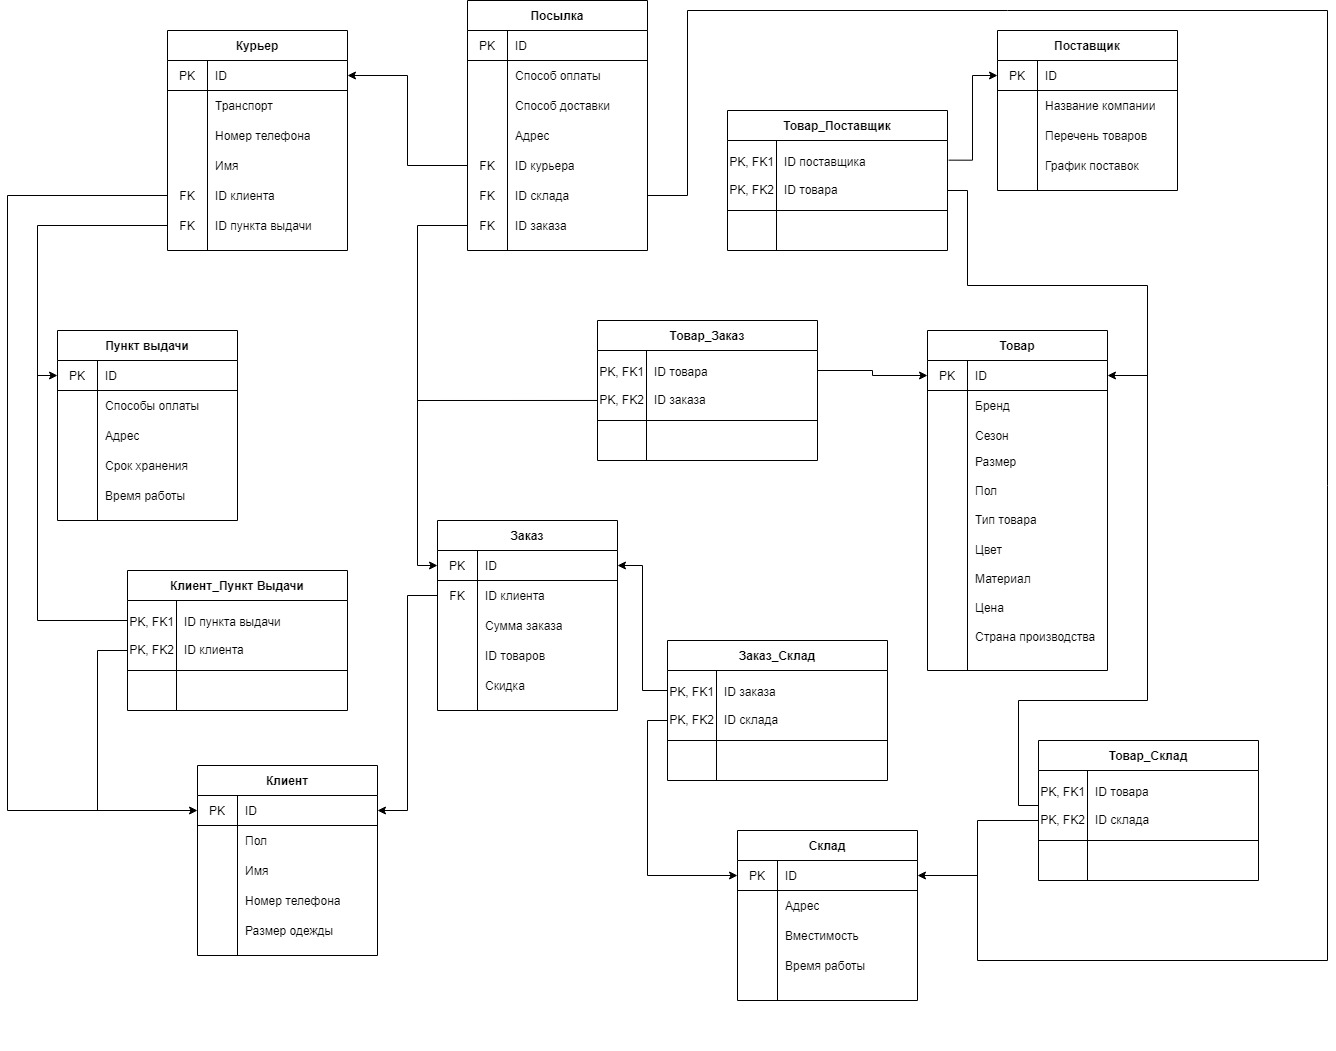 Посылка
PK ID
Способ оплаты
Способ доставки
Адрес
FK ID курьера
FK ID склада
FK ID заказа
Курьер
PK ID
Транспорт
Номер телефона
Имя
FK ID клиента
FK ID пункта выдачи
Поставщик
PK ID
Название компании
Перечень товаров
График поставок
Товар_Поставщик
PK, FK1 ID поставщика
PK, FK2 ID товара
Пункт выдачи
PK ID
Способы оплаты
Адрес
Срок хранения
Время работы
Товар_Заказ
PK, FK1 ID товара
PK, FK2 ID заказа
Товар
PK ID
Бренд
Сезон
Размер
Пол
Тип товара
Цвет
Материал
Цена
Страна производства
Заказ
PK ID
FK ID клиента
Сумма заказа
ID товаров
Скидка
Клиент_Пункт Выдачи
PK, FK1 ID пункта выдачи
PK, FK2 ID клиента
Заказ_Склад
PK, FK1 ID заказа
PK, FK2 ID склада
Товар_Склад
PK, FK1 ID товара
PK, FK2 ID склада
Клиент
PK ID
Пол
Имя
Номер телефона
Размер одежды
Склад
PK ID
Адрес
Вместимость
Время работы